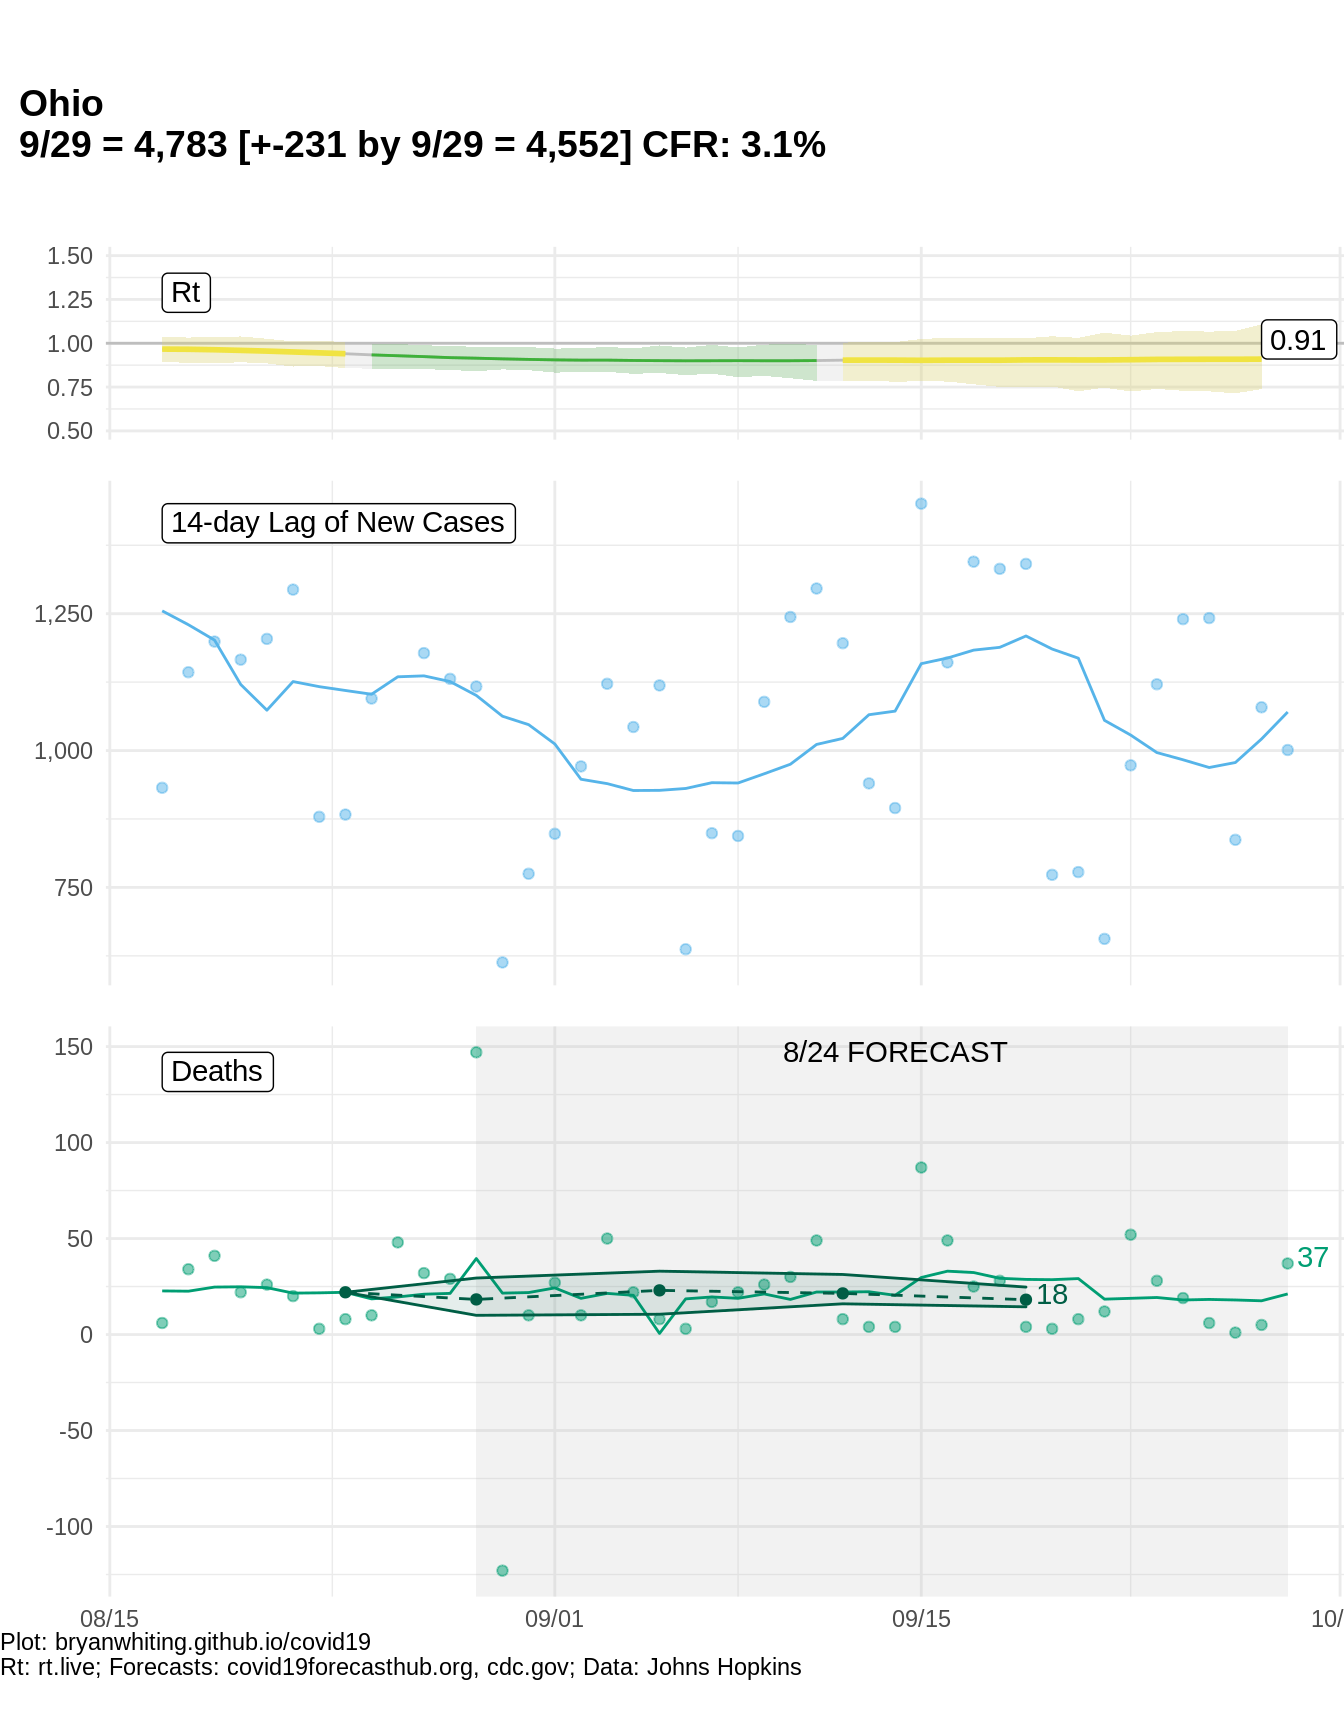 Ohio
9/29 = 4,783 [+-231 by 9/29 = 4,552] CFR: 3.1%
1.50
1.25
1.00
0.75
0.50
Rt
0.91
14-day Lag of New Cases
1,250
1,000
750
8/24 FORECAST
Deaths
150
100
50
0
-50
-100
37
18
08/15
09/01
09/15
10/
Plot: bryanwhiting.github.io/covid19
Rt: rt.live; Forecasts: covid19forecasthub.org, cdc.gov; Data: Johns Hopkins